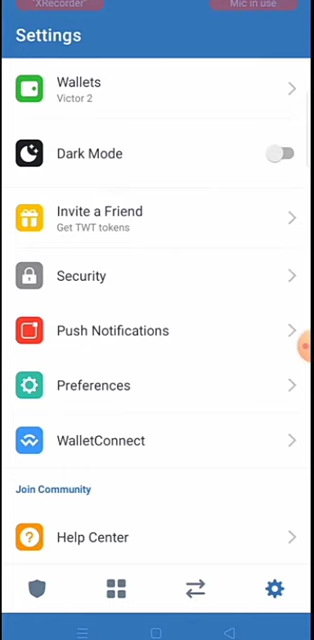 "XRecorder"
Mic in use
Settings
Wallets
Victor 2
Dark Mode
Invite a Friend
Get TWT tokens
Security
Push Notifications
Preferences
WalletConnect
Join Community
Help Center